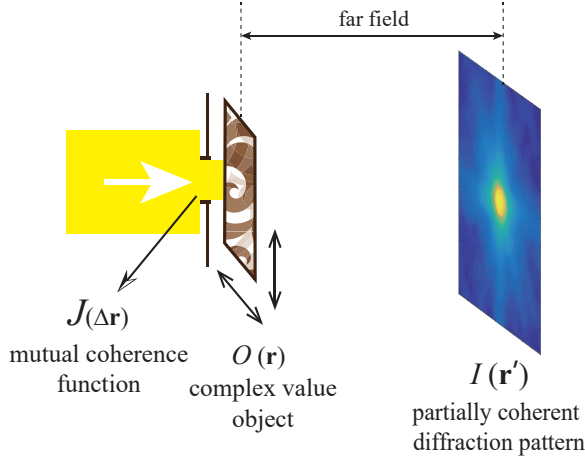 far field
J(Δr)
mutual coherence
function
O (r)
complex value
object
I (r′)
partially coherent
diffraction pattern